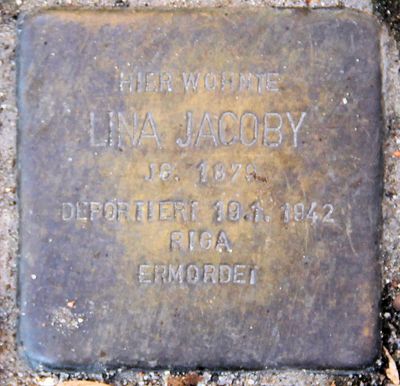 HIER WOHNTE
LINA JACOBY
JG. 1879
DEPORTIERT 19.1.1942
RIGA
ERMORDET